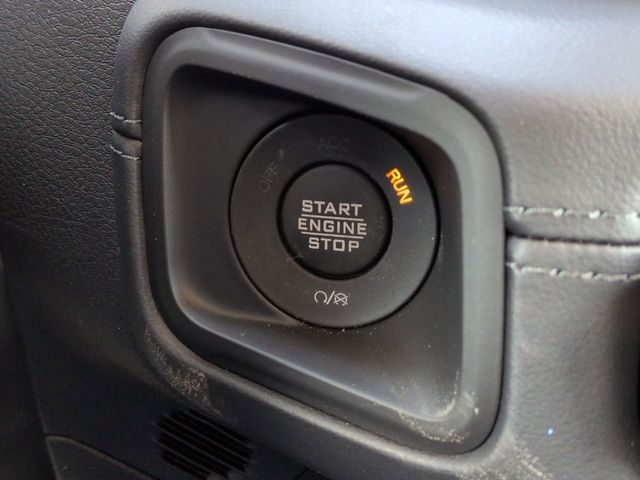 ACC
OFF
RUN
START
ENGINE
STOP